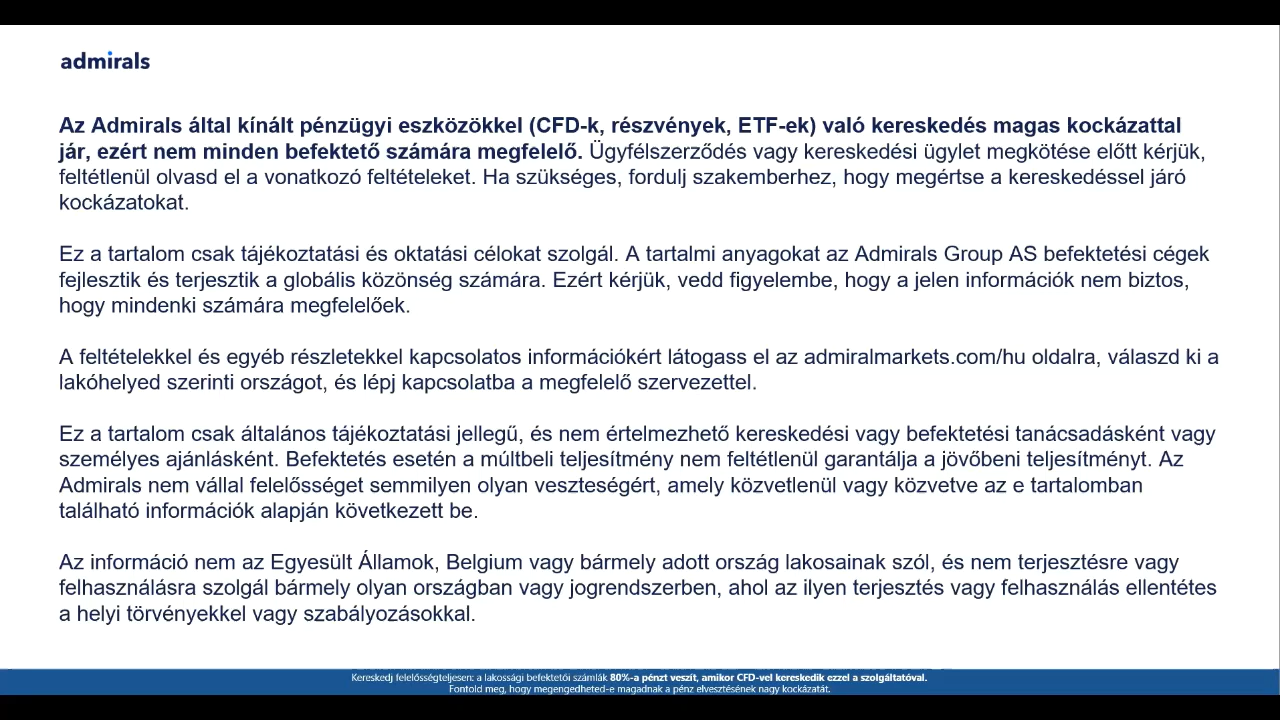 admirals
Az Admirals által kínált pénzügyi eszközökkel (CFD-k, részvények, ETF-ek) való kereskedés magas kockázattal
jár, ezért nem minden befektető számára megfelelő. Ügyfélszerződés vagy kereskedési ügylet megkötése előtt kérjük,
feltétlenül olvasd el a vonatkozó feltételeket. Ha szükséges, fordulj szakemberhez, hogy megértse a kereskedéssel járó
kockázatokat.
Ez a tartalom csak tájékoztatási és oktatási célokat szolgál. A tartalmi anyagokat az Admirals Group AS befektetési cégek
fejlesztik és terjesztik a globális közönség számára. Ezért kérjük, vedd figyelembe, hogy a jelen információk nem biztos,
hogy mindenki számára megfelelőek.
A feltételekkel és egyéb részletekkel kapcsolatos információkért látogass el az admiralmarkets.com/hu oldalra, válaszd ki a
lakóhelyed szerinti országot, és lépj kapcsolatba a megfelelő szervezettel.
Ez a tartalom csak általános tájékoztatási jellegű, és nem értelmezhető kereskedési vagy befektetési tanácsadásként vagy
személyes ajánlásként. Befektetés esetén a múltbeli teljesítmény nem feltétlenül garantálja a jövőbeni teljesítményt. Az
Admirals nem vállal felelősséget semmilyen olyan veszteségért, amely közvetlenül vagy közvetve az e tartalomban
található információk alapján következett be.
Az információ nem az Egyesült Államok, Belgium vagy bármely adott ország lakosainak szól, és nem terjesztésre vagy
felhasználásra szolgál bármely olyan országban vagy jogrendszerben, ahol az ilyen terjesztés vagy felhasználás ellentétes
a helyi törvényekkel vagy szabályozásokkal.
Kereskedj felelősségteljesen: a lakossági befektetői számlák 80%-a pénzt veszít, amikor CFD-vel kereskedik ezzel a szolgáltatóval.
Fontold meg, hogy megengedheted-e magadnak a pénz elvesztésének nagy kockázatát.